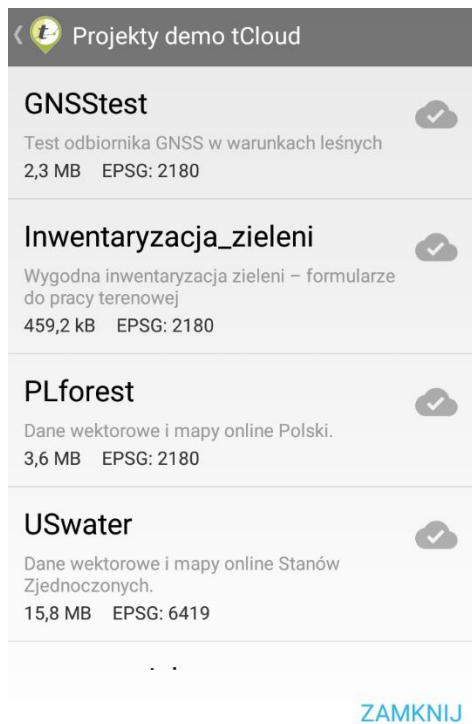 Projekty demo tCloud
GNSStest
Test odbiornika GNSS w warunkach leśnych
2,3 MB EPSG: 2180
Inwentaryzacja_zieleni
Wygodna inwentaryzacja zieleni – formularze
do pracy terenowej
459,2 kB EPSG: 2180
PLforest
Dane wektorowe i mapy online Polski.
3,6 MB EPSG: 2180
USwater
Dane wektorowe i mapy online Stanów
Zjednoczonych.
15,8 MB EPSG: 6419
ZAMKNIJ